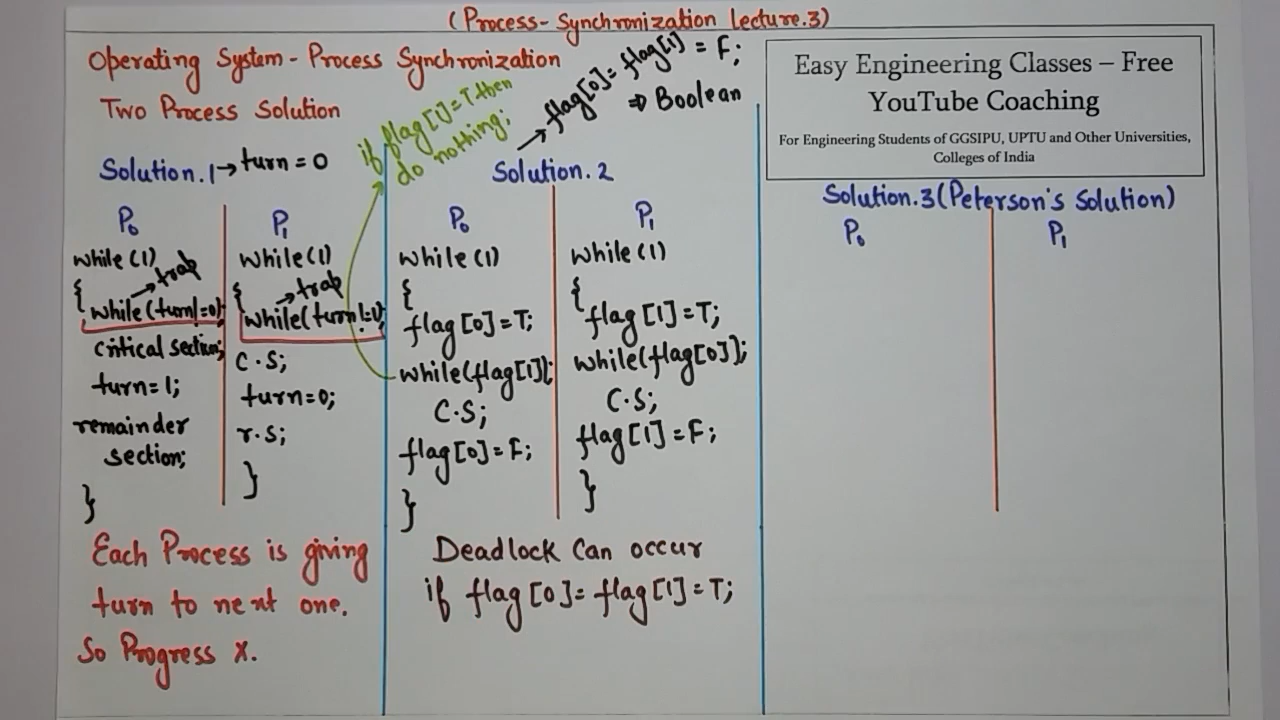 (Process-Synchronization Lecture.3)
Operating System - Process Synchronization
Two Process Solution
Solution.1→turn=0
P₀
while(1)
{ →trap
while(turn!=0);
critical section;
turn=1;
remainder
section;
}
P₁
while(1)
{ →trap
while(turn!=1);
C.S;
turn=0;
r.S;
}
Each Process is giving
turn to next one.
So Progress X.
if flag[1]=T then
do nothing;
→flag[0]=flag[1]=F;
⇒ Boolean
Solution.2
P₀
while(1)
{
flag[0]=T;
while(flag[1]);
C.S;
flag[0]=F;
}
P₁
while(1)
{
flag[1]=T;
while(flag[0]);
C.S;
flag[1]=F;
}
Deadlock Can occur
if flag[0]=flag[1]=T;
Easy Engineering Classes – Free
YouTube Coaching
For Engineering Students of GGSIPU, UPTU and Other Universities,
Colleges of India
Solution.3(Peterson's Solution)
P₀
P₁